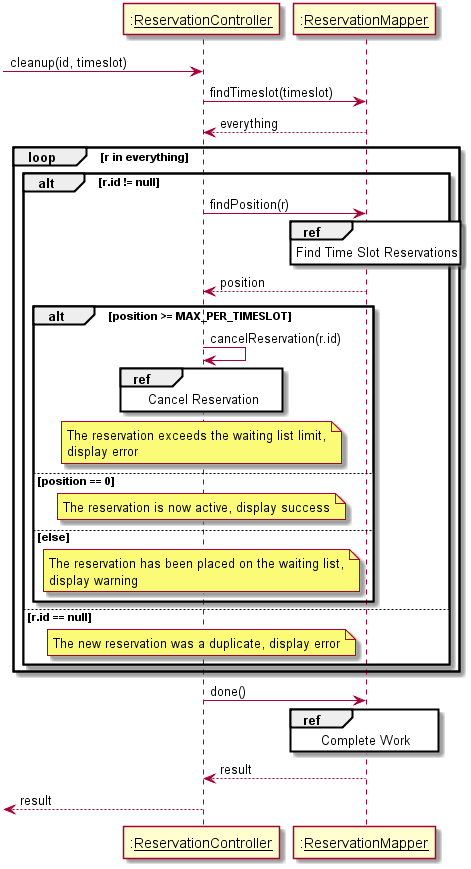 :ReservationController
:ReservationMapper
cleanup(id, timeslot)
findTimeslot(timeslot)
everything
loop
[r in everything]
alt
[r.id != null]
findPosition(r)
ref
Find Time Slot Reservations
position
alt
[position >= MAX_PER_TIMESLOT]
cancelReservation(r.id)
ref
Cancel Reservation
The reservation exceeds the waiting list limit,
display error
[position == 0]
The reservation is now active, display success
[else]
The reservation has been placed on the waiting list,
display warning
[r.id == null]
The new reservation was a duplicate, display error
done()
ref
Complete Work
result
result
:ReservationController
:ReservationMapper